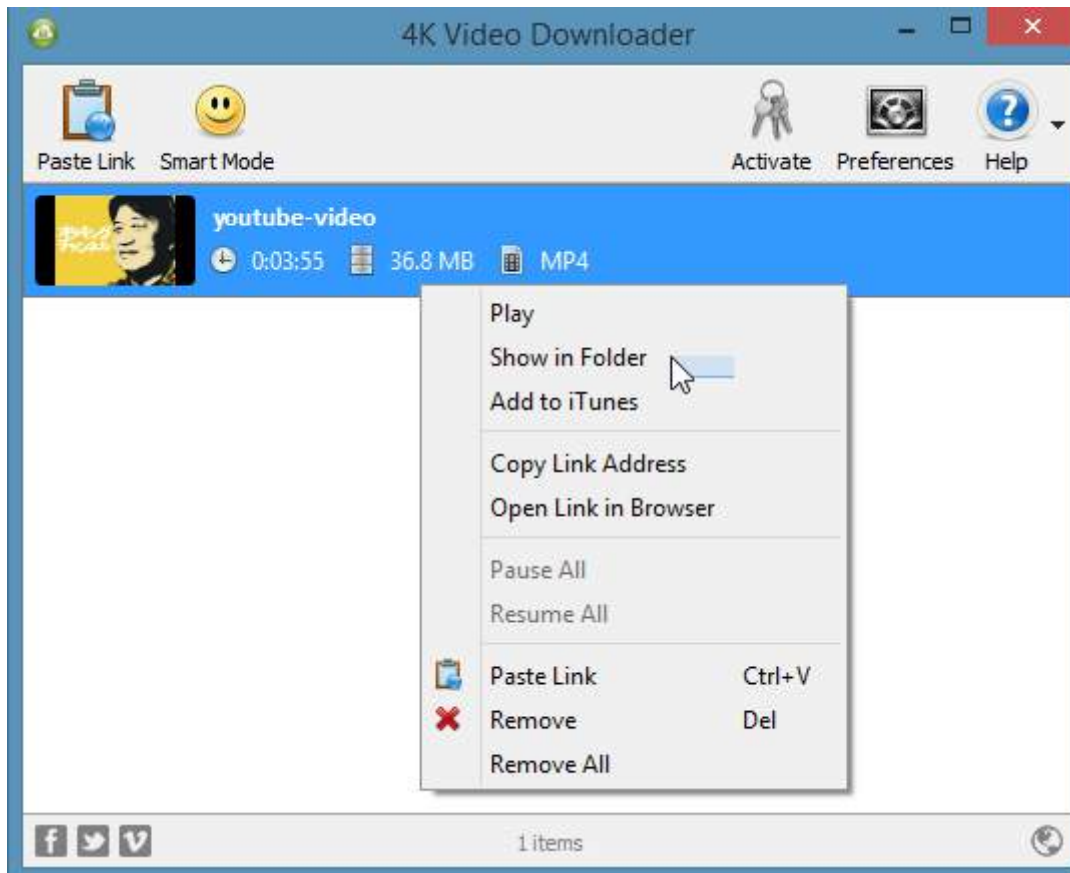 4K Video Downloader
Paste Link Smart Mode Activate Preferences Help
youtube-video
0:03:55 36.8 MB MP4
Play
Show in Folder
Add to iTunes
Copy Link Address
Open Link in Browser
Pause All
Resume All
Paste Link Ctrl+V
Remove Del
Remove All
1 items